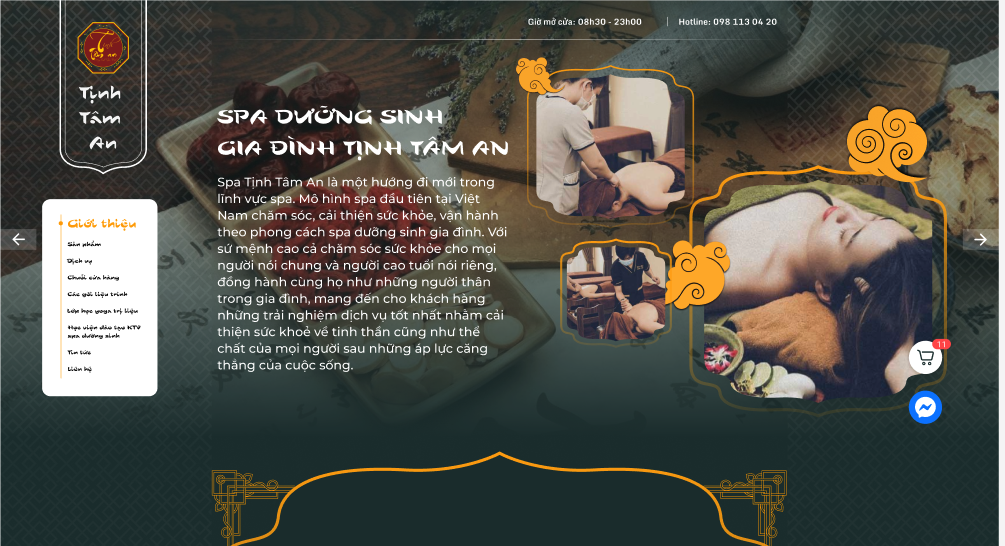 Giờ mở cửa: 08h30 - 23h00
Hotline: 098 113 04 20
Tâm an
Tịnh
Tâm
An
SPA DƯỠNG SINH
GIA ĐÌNH TỊNH TÂM AN
Spa Tịnh Tâm An là một hướng đi mới trong
lĩnh vực spa. Mô hình spa đầu tiên tại Việt
Nam chăm sóc, cải thiện sức khỏe, vận hành
theo phong cách spa dưỡng sinh gia đình. Với
sứ mệnh cao cả chăm sóc sức khỏe cho mọi
người nói chung và người cao tuổi nói riêng,
đồng hành cùng họ như những người thân
trong gia đình, mang đến cho khách hàng
những trải nghiệm dịch vụ tốt nhất nhằm cải
thiện sức khoẻ về tinh thần cũng như thể
chất của mọi người sau những áp lực căng
thẳng của cuộc sống.
Giới thiệu
Sản phẩm
Dịch vụ
Chuỗi cửa hàng
Các gói liệu trình
Lớp học yoga trị liệu
Học viện đào tạo KTV
spa dưỡng sinh
Tin tức
Liên hệ
11